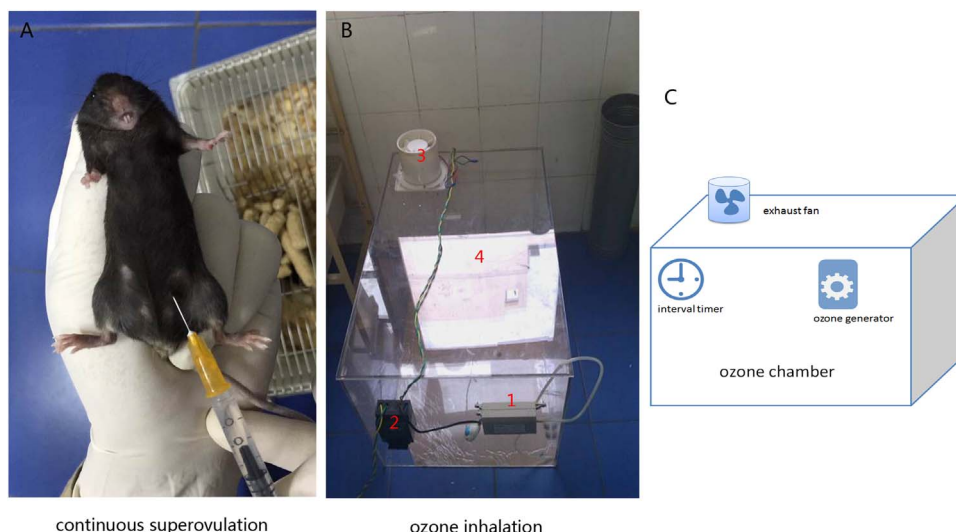 A
B
C
3
4
1
2
exhaust fan
interval timer
ozone generator
ozone chamber
continuous superovulation
ozone inhalation